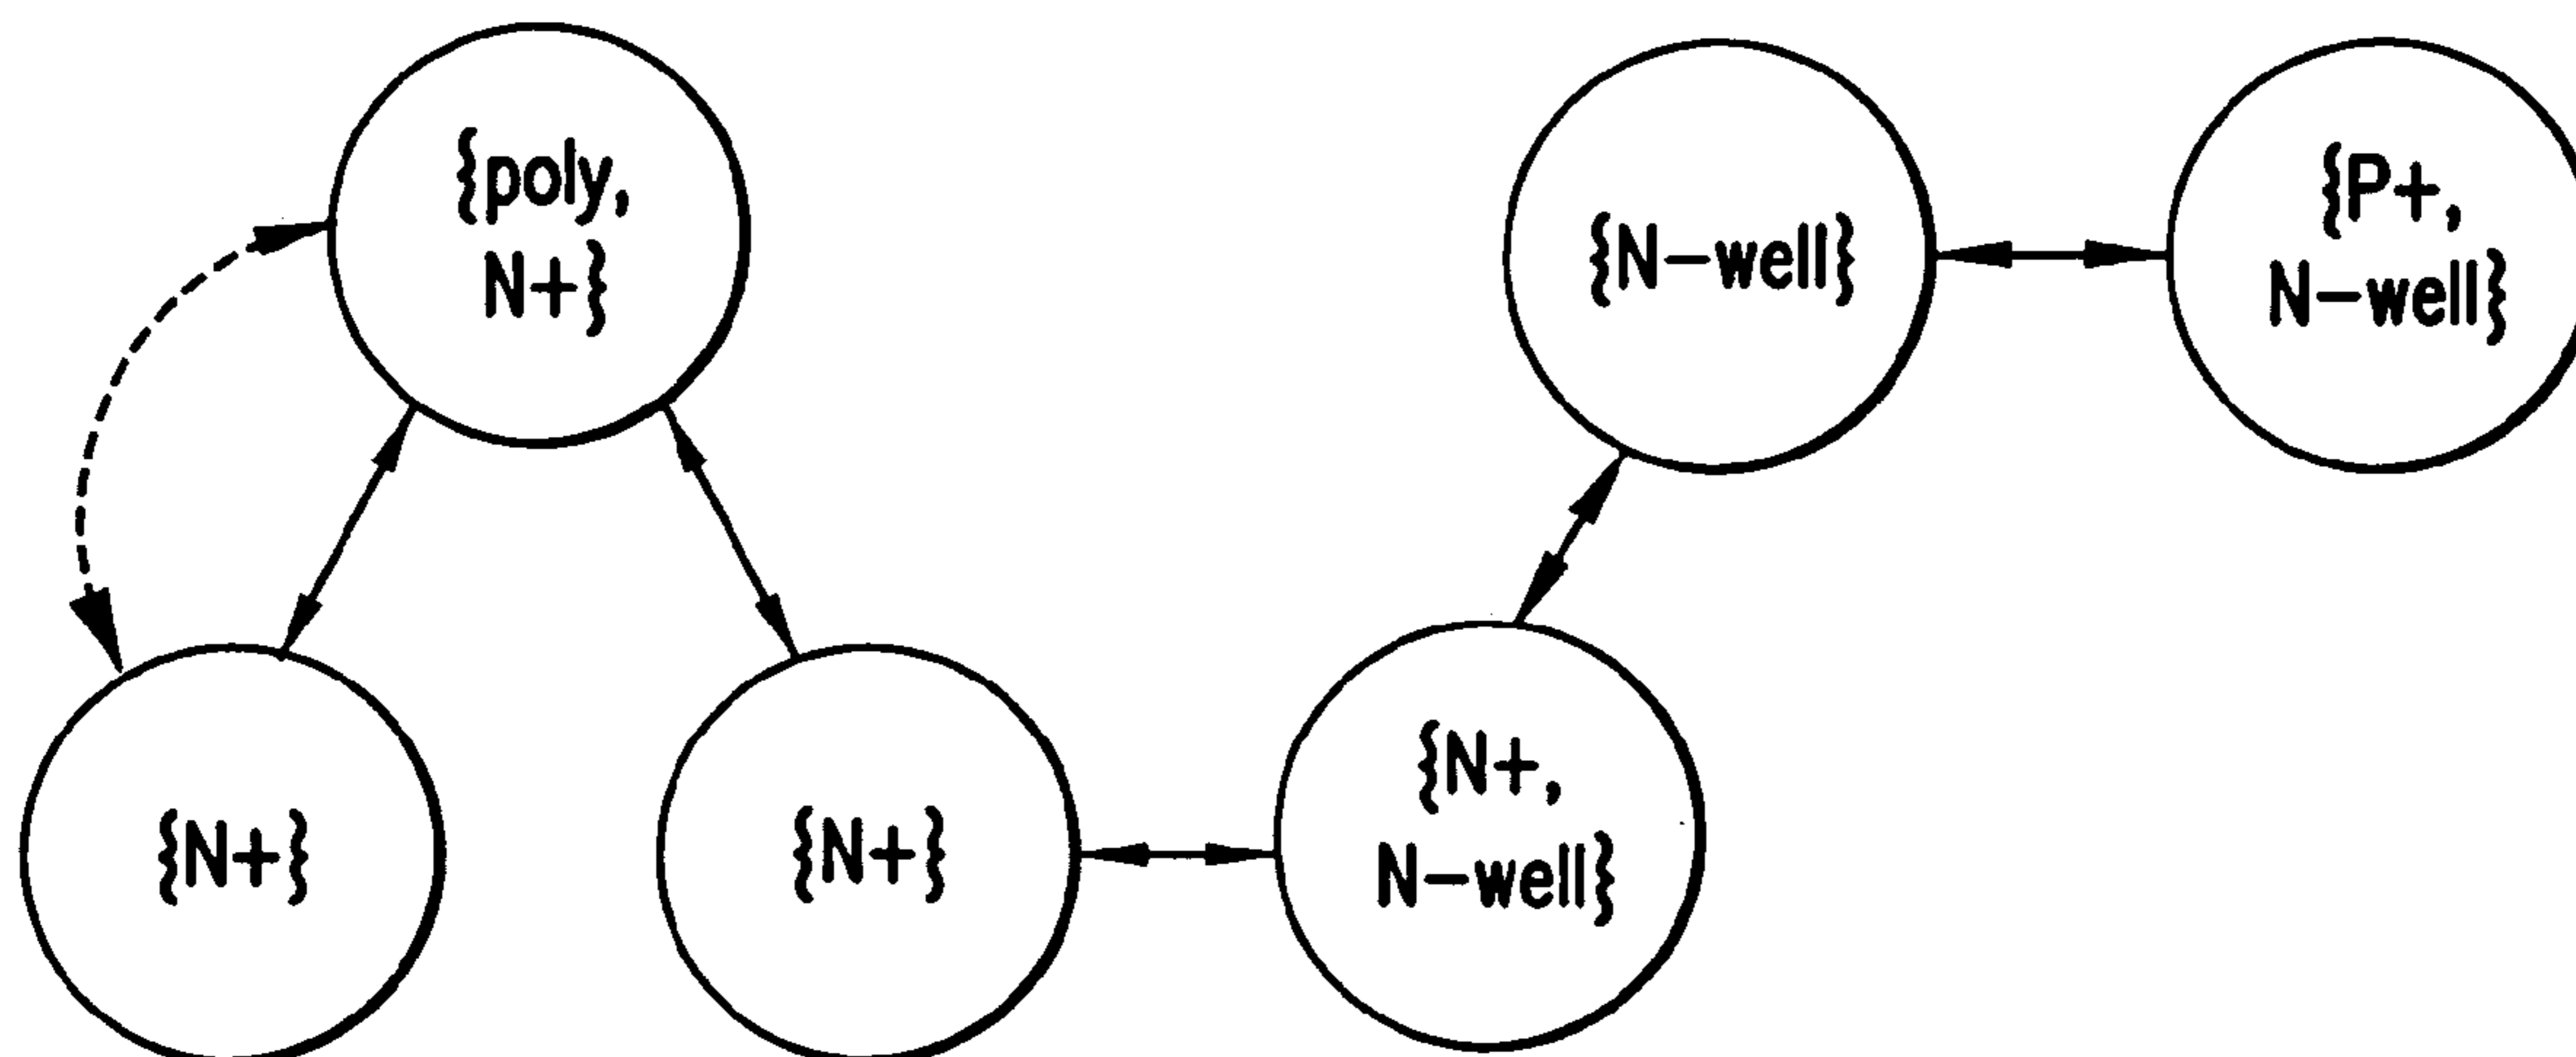 {poly,
N+}
{N-well}
{P+,
N-well}
{N+}
{N+}
{N+,
N-well}